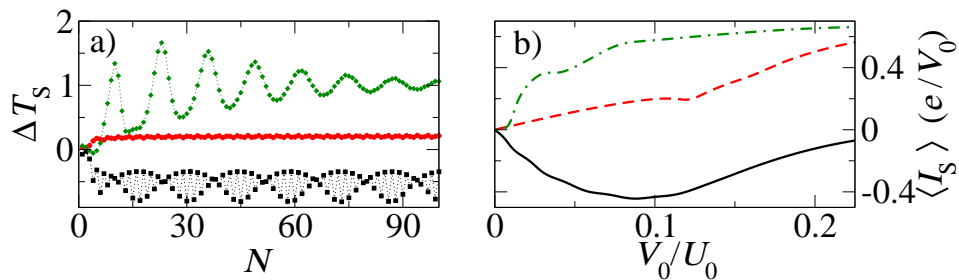 a)
2
1
0
ΔT_S
0
30
60
90
N
b)
0.4
0
-0.4
⟨I_S⟩ (e/V_0)
0
0.1
0.2
V_0/U_0